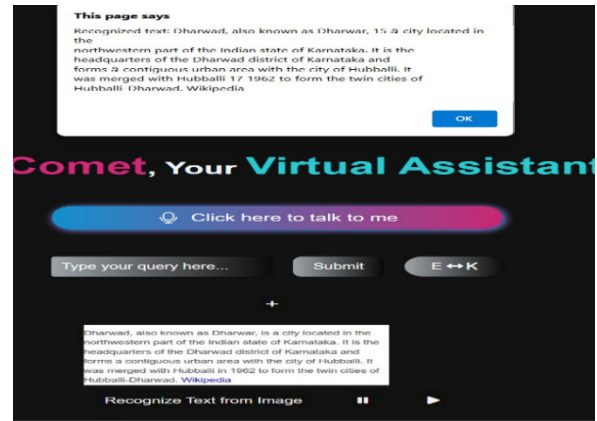 This page says
Recognized text: Dharwad, also known as Dharwar, 15 a city located in
the
northwestern part of the Indian state of Karnataka. It is the
headquarters of the Dharwad district of Karnataka and
forms a contiguous urban area with the city of Hubballi. It
was merged with Hubballi 17 1962 to form the twin cities of
Hubballi-Dharwad. Wikipedia
OK
Comet, Your Virtual Assistant
Click here to talk to me
Type your query here... Submit E↔K
+
Dharwad, also known as Dharwar, is a city located in the
northwestern part of the Indian state of Karnataka. It is the
headquarters of the Dharwad district of Karnataka and
forms a contiguous urban area with the city of Hubballi. It
was merged with Hubballi in 1962 to form the twin cities of
Hubballi-Dharwad. Wikipedia
Recognize Text from Image